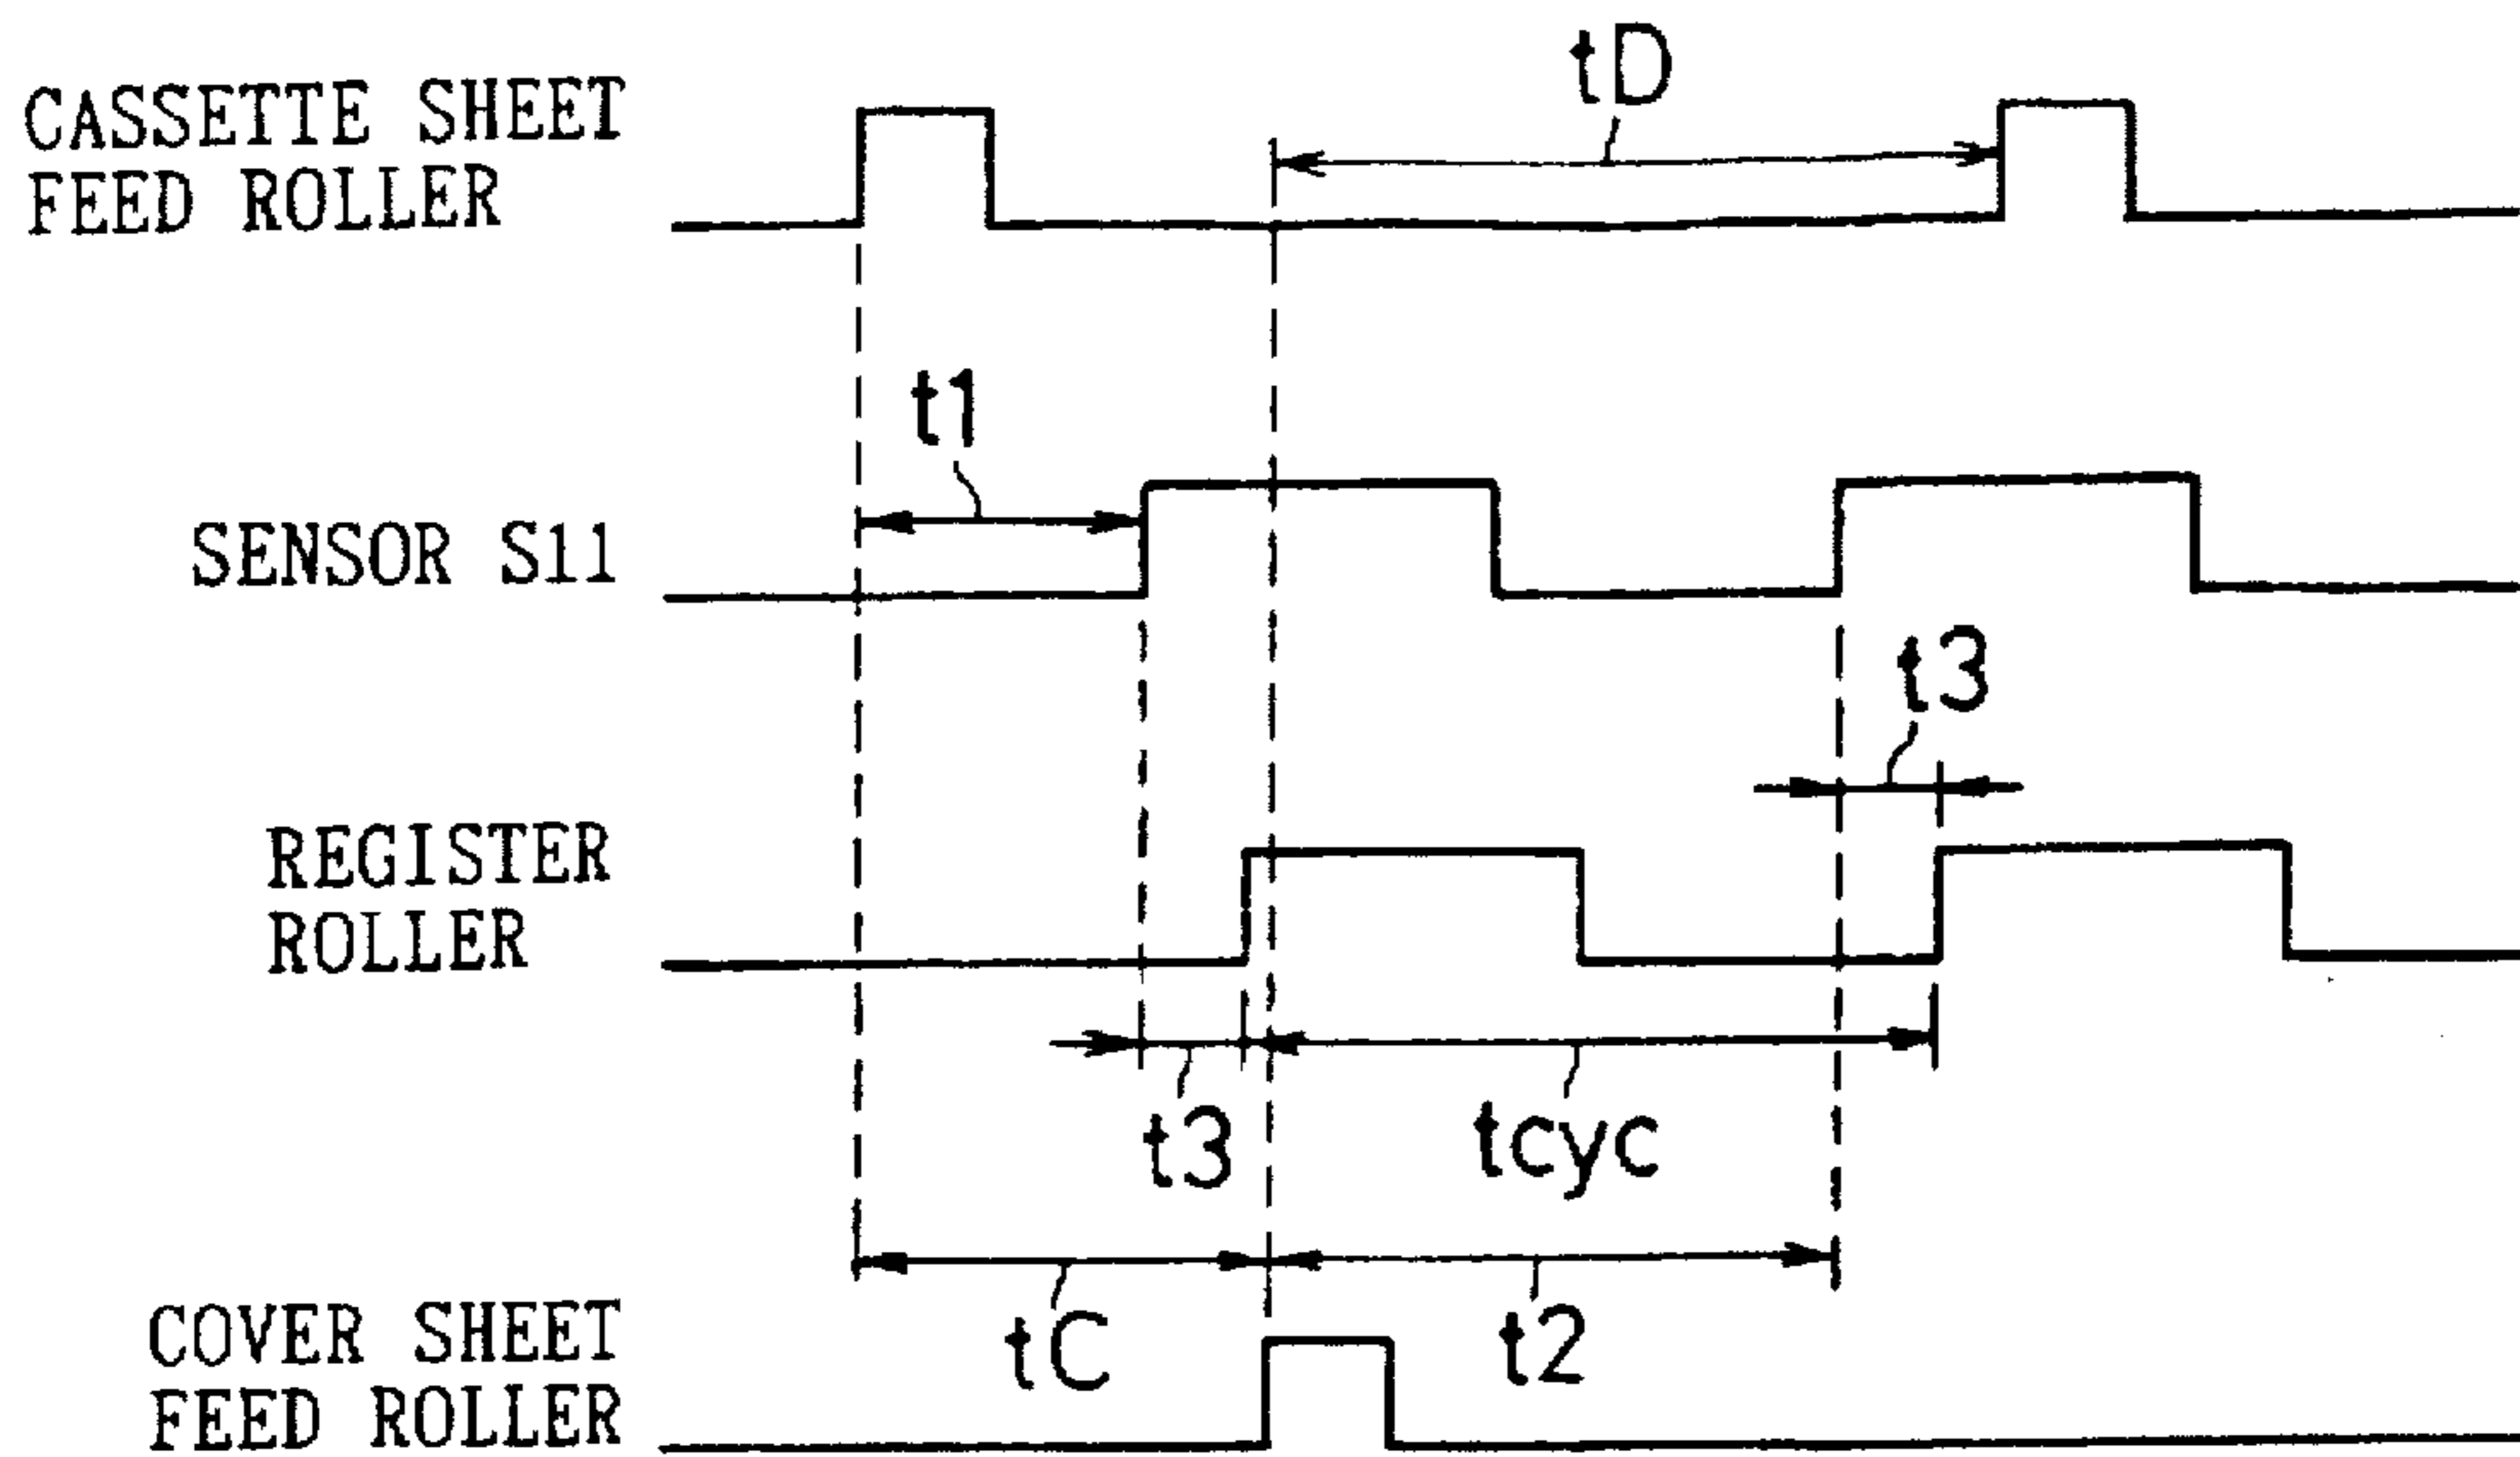 tD
CASSETTE SHEET
FEED ROLLER
t1
SENSOR S11
t3
REGISTER
ROLLER
t3
tcyc
tC
t2
COVER SHEET
FEED ROLLER